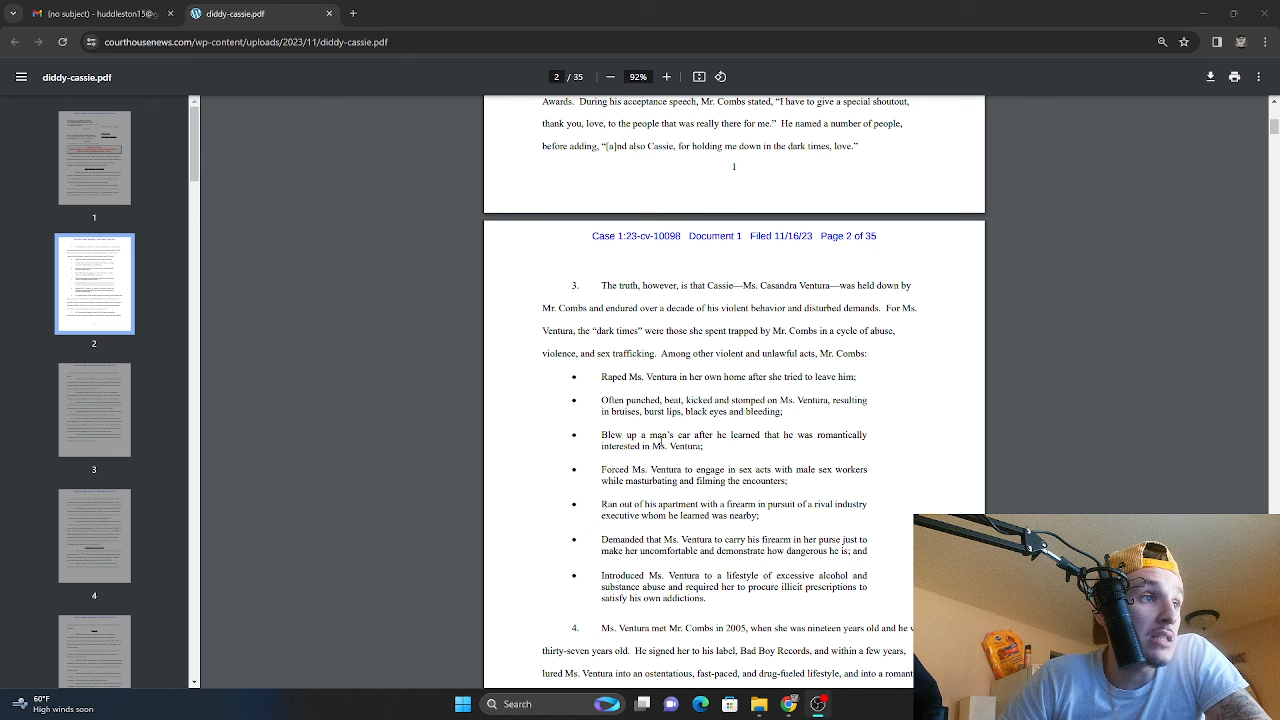 (no subject) - huddleston15@g
diddy-cassie.pdf
courthousenews.com/wp-content/uploads/2023/11/diddy-cassie.pdf
diddy-cassie.pdf
2 / 35
92%
Awards. During his acceptance speech, Mr. Combs stated, “I have to give a special shoutout,
thank you, love, to the people that was really there for me.” He named a number of people,
before adding, “[a]nd also Cassie, for holding me down in the dark times, love.”
1
Case 1:23-cv-10098 Document 1 Filed 11/16/23 Page 2 of 35
3. The truth, however, is that Cassie—Ms. Casandra Ventura—was held down by
Mr. Combs and endured over a decade of his violent behavior and disturbed demands. For Ms.
Ventura, the “dark times” were those she spent trapped by Mr. Combs in a cycle of abuse,
violence, and sex trafficking. Among other violent and unlawful acts, Mr. Combs:
• Raped Ms. Ventura in her own home after she tried to leave him;
• Often punched, beat, kicked and stomped on Ms. Ventura, resulting
in bruises, burst lips, black eyes and bleeding;
• Blew up a man’s car after he learned that he was romantically
interested in Ms. Ventura;
• Forced Ms. Ventura to engage in sex acts with male sex workers
while masturbating and filming the encounters;
• Ran out of his apartment with a firearm in pursuit of a rival industry
executive whom he learned was nearby;
• Demanded that Ms. Ventura to carry his firearm in her purse just to
make her uncomfortable and demonstrate how dangerous he is; and
• Introduced Ms. Ventura to a lifestyle of excessive alcohol and
substance abuse and required her to procure illicit prescriptions to
satisfy his own addictions.
4. Ms. Ventura met Mr. Combs in 2005, when she was nineteen years old and he
thirty-seven years old. He signed her to his label, Bad Boy Records, and within a few years,
lured Ms. Ventura into an ostentatious, fast-paced, and drug-fueled lifestyle, and into a romant
1
2
3
4
60°F
High winds soon
Search